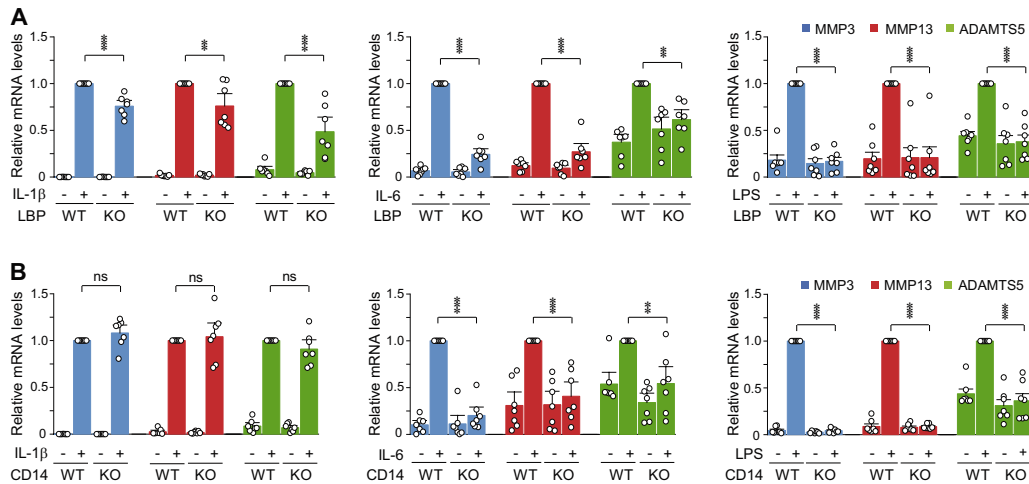 A
*** ** ***
*** *** **
MMP3 MMP13 ADAMTS5
*** *** ***
Relative mRNA levels
1.5
1.0
0.5
0
Relative mRNA levels
1.5
1.0
0.5
0
Relative mRNA levels
1.5
1.0
0.5
0
IL-1β - + - + - + - + - + - +
LBP WT KO WT KO WT KO
IL-6 - + - + - + - + - + - +
LBP WT KO WT KO WT KO
LPS - + - + - + - + - + - +
LBP WT KO WT KO WT KO
B
ns ns ns
*** *** **
MMP3 MMP13 ADAMTS5
*** *** ***
Relative mRNA levels
1.5
1.0
0.5
0
Relative mRNA levels
1.5
1.0
0.5
0
Relative mRNA levels
1.5
1.0
0.5
0
IL-1β - + - + - + - + - + - +
CD14 WT KO WT KO WT KO
IL-6 - + - + - + - + - + - +
CD14 WT KO WT KO WT KO
LPS - + - + - + - + - + - +
CD14 WT KO WT KO WT KO